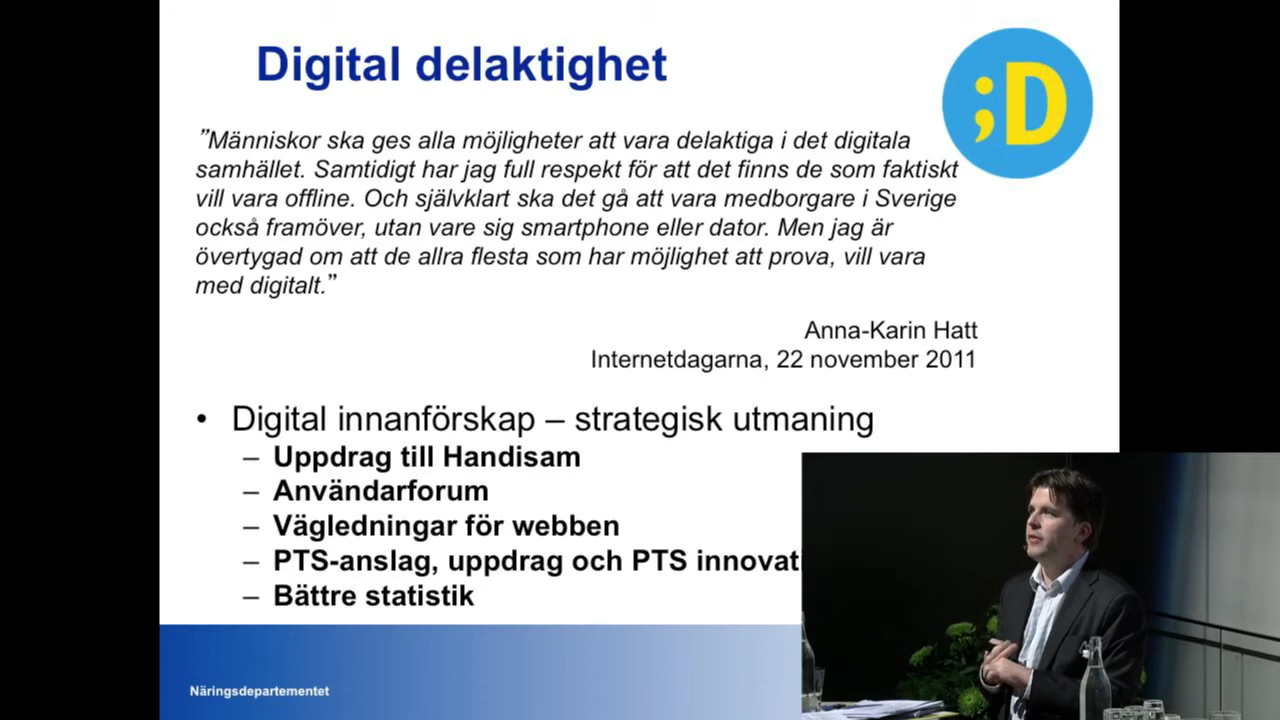 Digital delaktighet
;D
”Människor ska ges alla möjligheter att vara delaktiga i det digitala
samhället. Samtidigt har jag full respekt för att det finns de som faktiskt
vill vara offline. Och självklart ska det gå att vara medborgare i Sverige
också framöver, utan vare sig smartphone eller dator. Men jag är
övertygad om att de allra flesta som har möjlighet att prova, vill vara
med digitalt.”
Anna-Karin Hatt
Internetdagarna, 22 november 2011
• Digital innanförskap – strategisk utmaning
– Uppdrag till Handisam
– Användarforum
– Vägledningar för webben
– PTS-anslag, uppdrag och PTS
– Bättre statistik
Näringsdepartementet